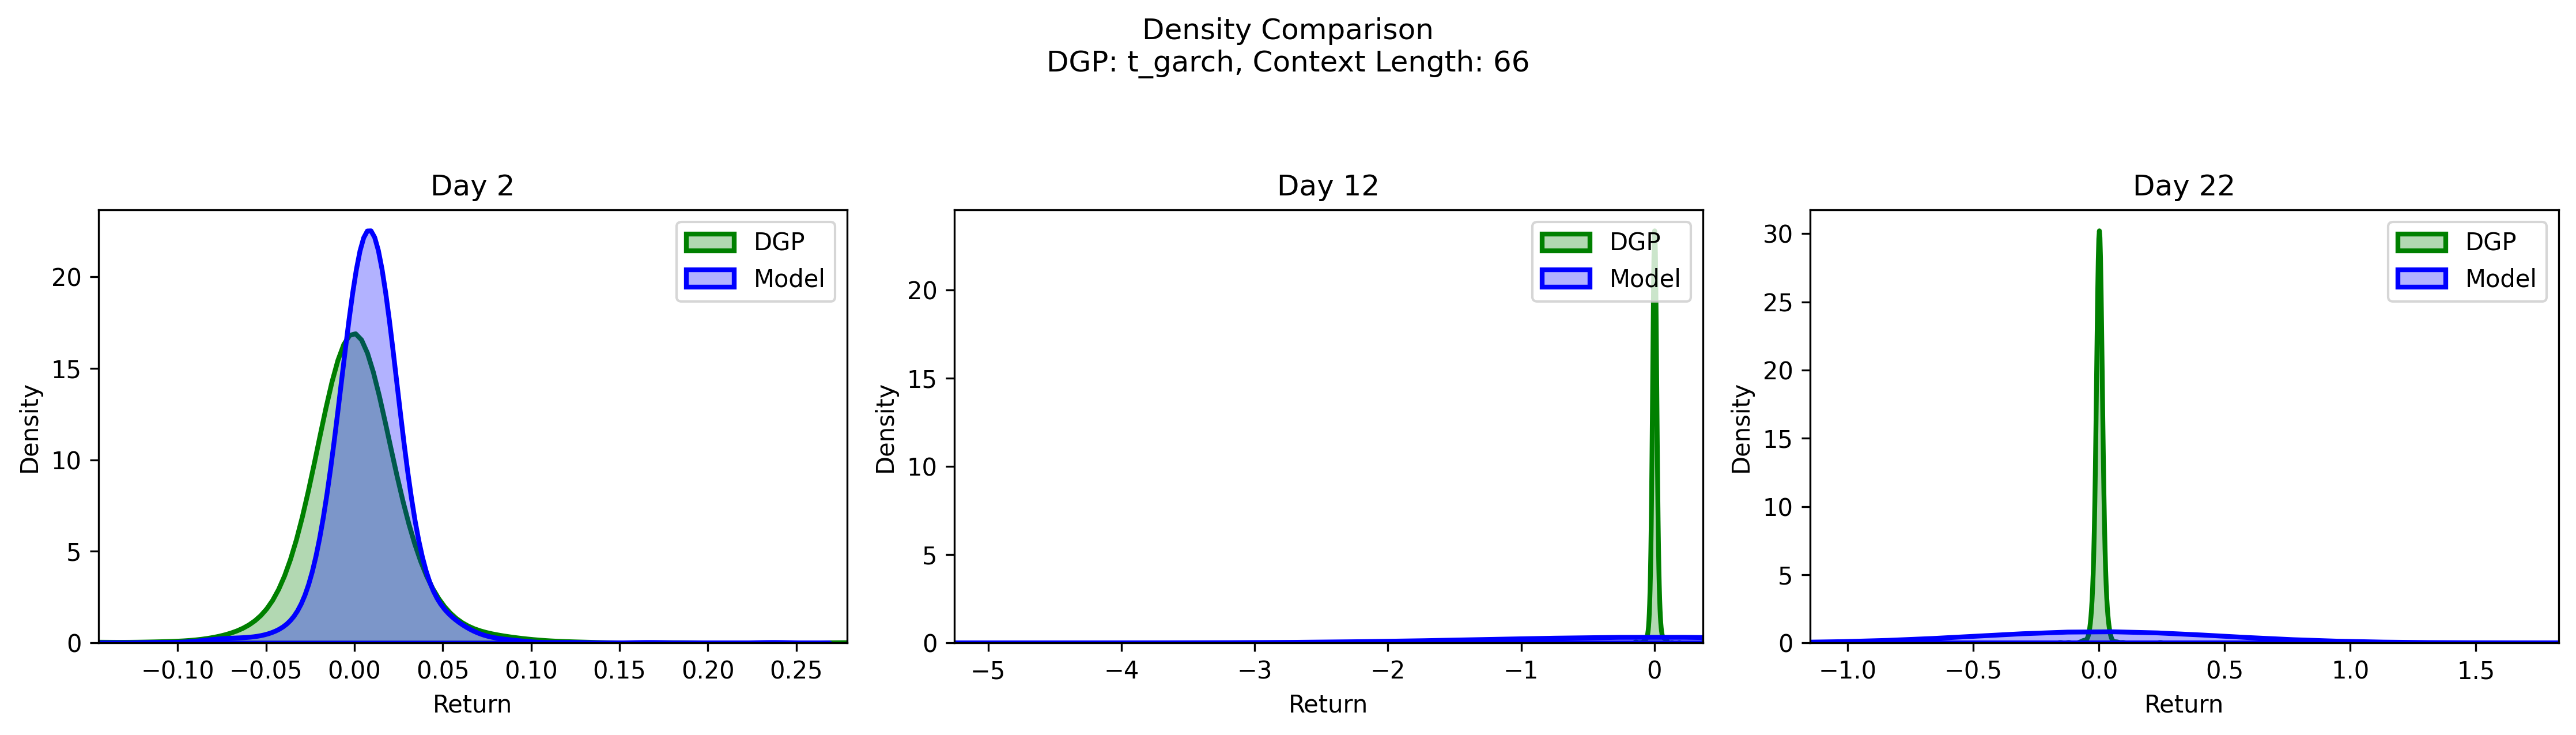 Density Comparison
DGP: t_garch, Context Length: 66
Day 2
DGP
Model
Density
20
15
10
5
0
−0.10 −0.05 0.00 0.05 0.10 0.15 0.20 0.25
Return
Day 12
DGP
Model
Density
20
15
10
5
0
−5 −4 −3 −2 −1 0
Return
Day 22
DGP
Model
Density
30
25
20
15
10
5
0
−1.0 −0.5 0.0 0.5 1.0 1.5
Return